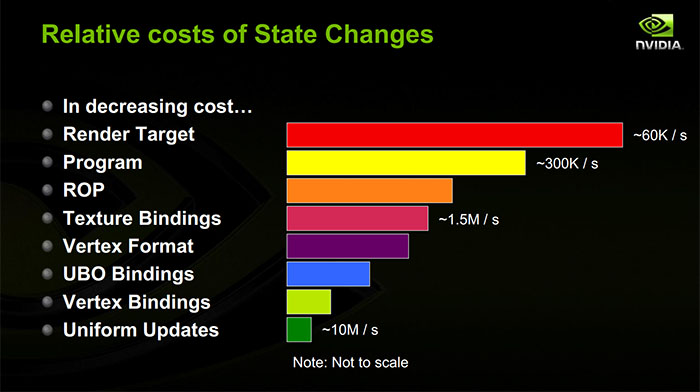 Relative costs of State Changes
NVIDIA
In decreasing cost…
Render Target ~60K / s
Program ~300K / s
ROP
Texture Bindings ~1.5M / s
Vertex Format
UBO Bindings
Vertex Bindings
Uniform Updates ~10M / s
Note: Not to scale